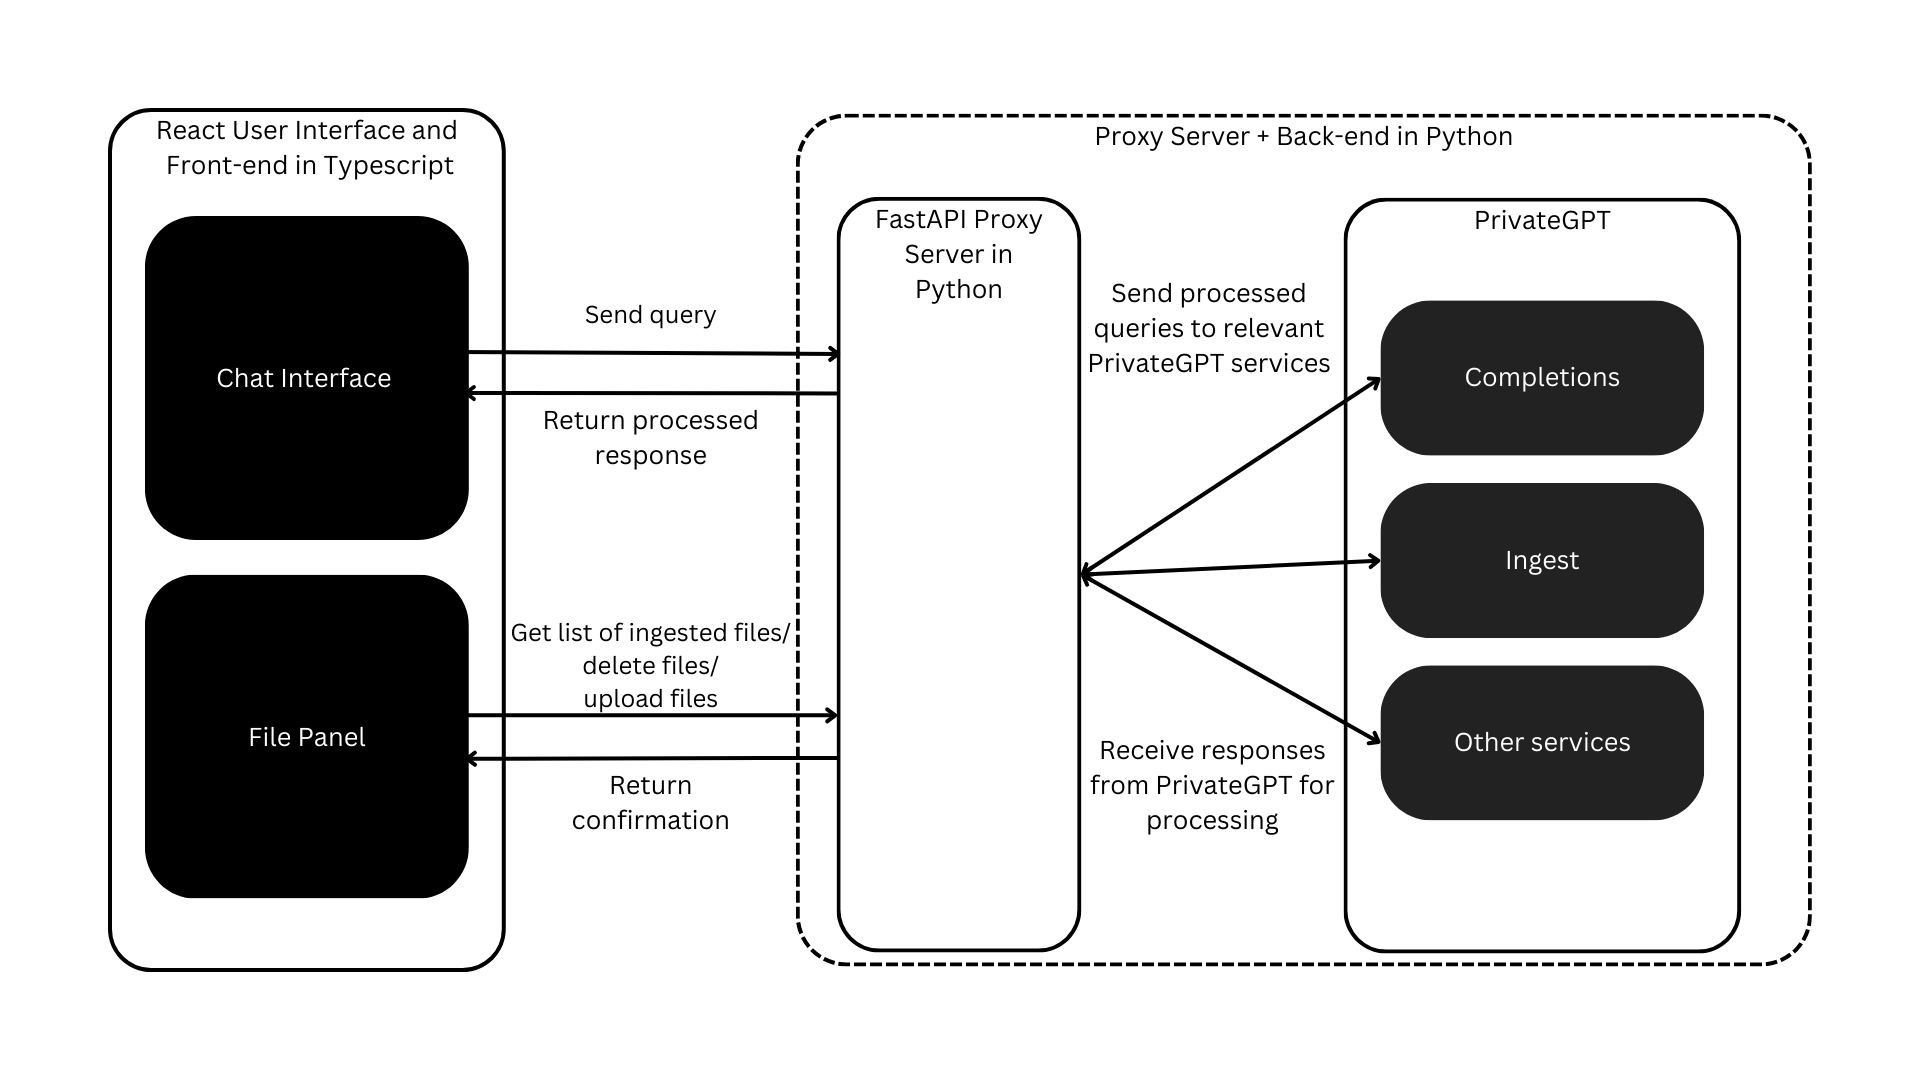 React User Interface and
Front-end in Typescript
Chat Interface
File Panel
Send query
Return processed
response
Get list of ingested files/
delete files/
upload files
Return
confirmation
Proxy Server + Back-end in Python
FastAPI Proxy
Server in
Python
Send processed
queries to relevant
PrivateGPT services
Receive responses
from PrivateGPT for
processing
PrivateGPT
Completions
Ingest
Other services